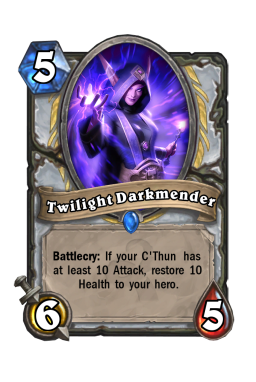 5
Twilight Darkmender
Battlecry: If your C'Thun has
at least 10 Attack, restore 10
Health to your hero.
6
5